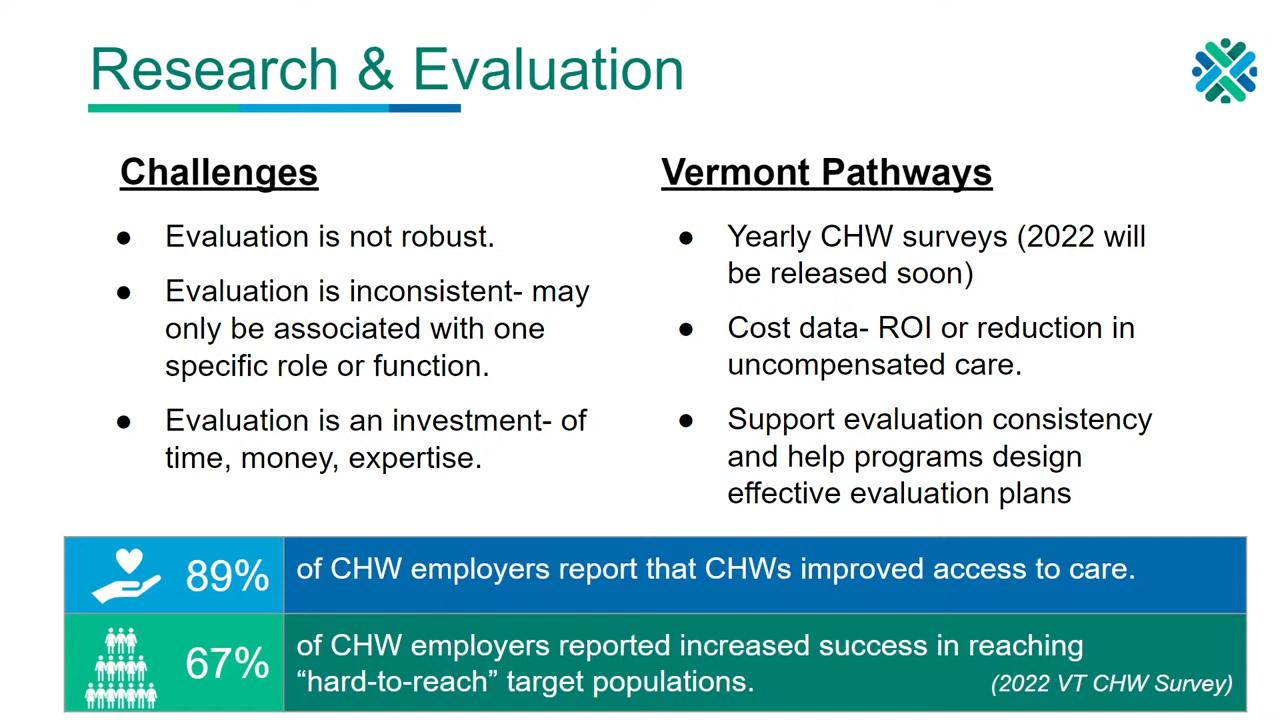 Research & Evaluation
Challenges
● Evaluation is not robust.
● Evaluation is inconsistent- may
only be associated with one
specific role or function.
● Evaluation is an investment- of
time, money, expertise.
Vermont Pathways
● Yearly CHW surveys (2022 will
be released soon)
● Cost data- ROI or reduction in
uncompensated care.
● Support evaluation consistency
and help programs design
effective evaluation plans
89% of CHW employers report that CHWs improved access to care.
67% of CHW employers reported increased success in reaching
“hard-to-reach” target populations. (2022 VT CHW Survey)